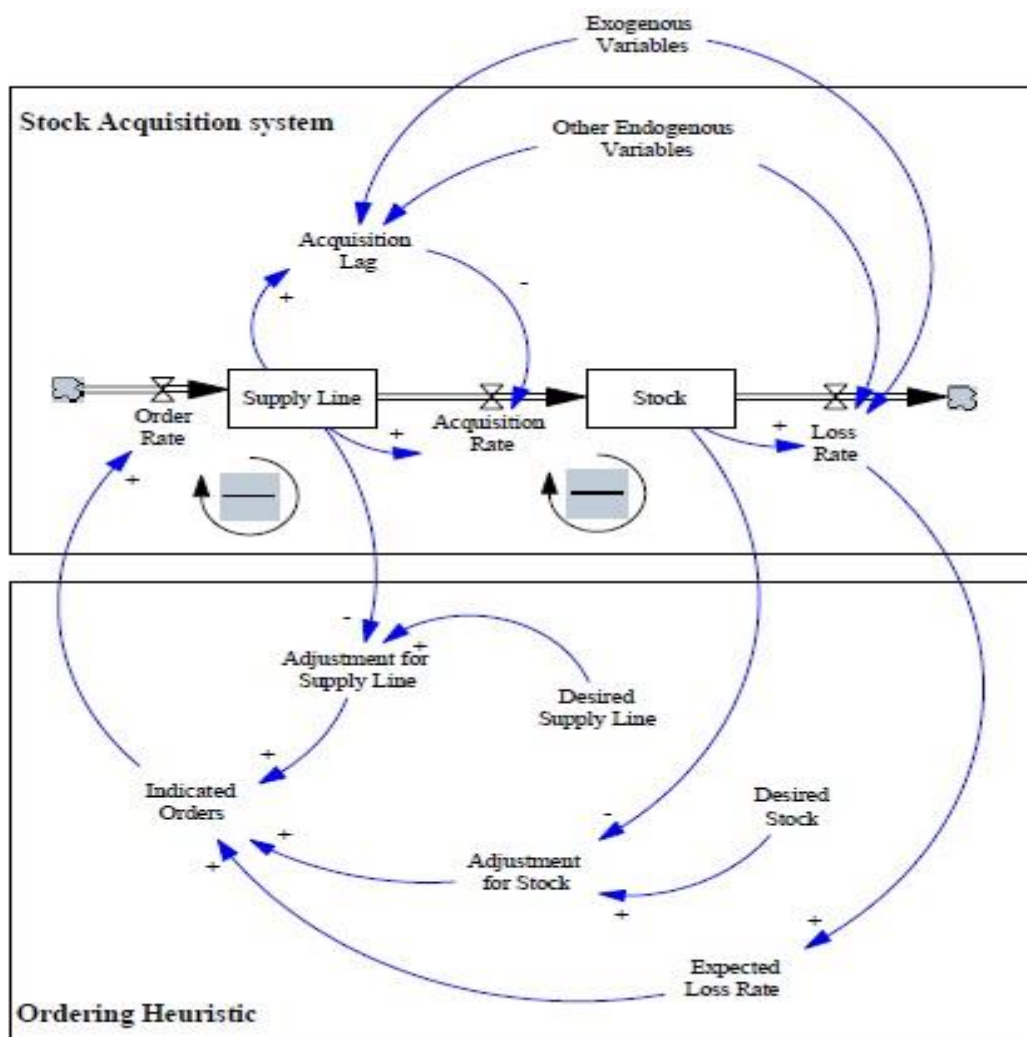 Exogenous
Variables
Stock Acquisition system
Other Endogenous
Variables
Acquisition
Lag
-
+
Supply Line
Stock
Order
Rate
+
Acquisition
Rate
+
Loss
Rate
+
-
+
Adjustment for
Supply Line
Desired
Supply Line
+
Indicated
Orders
Desired
Stock
-
+
Adjustment
for Stock
+
+
+
Expected
Loss Rate
Ordering Heuristic